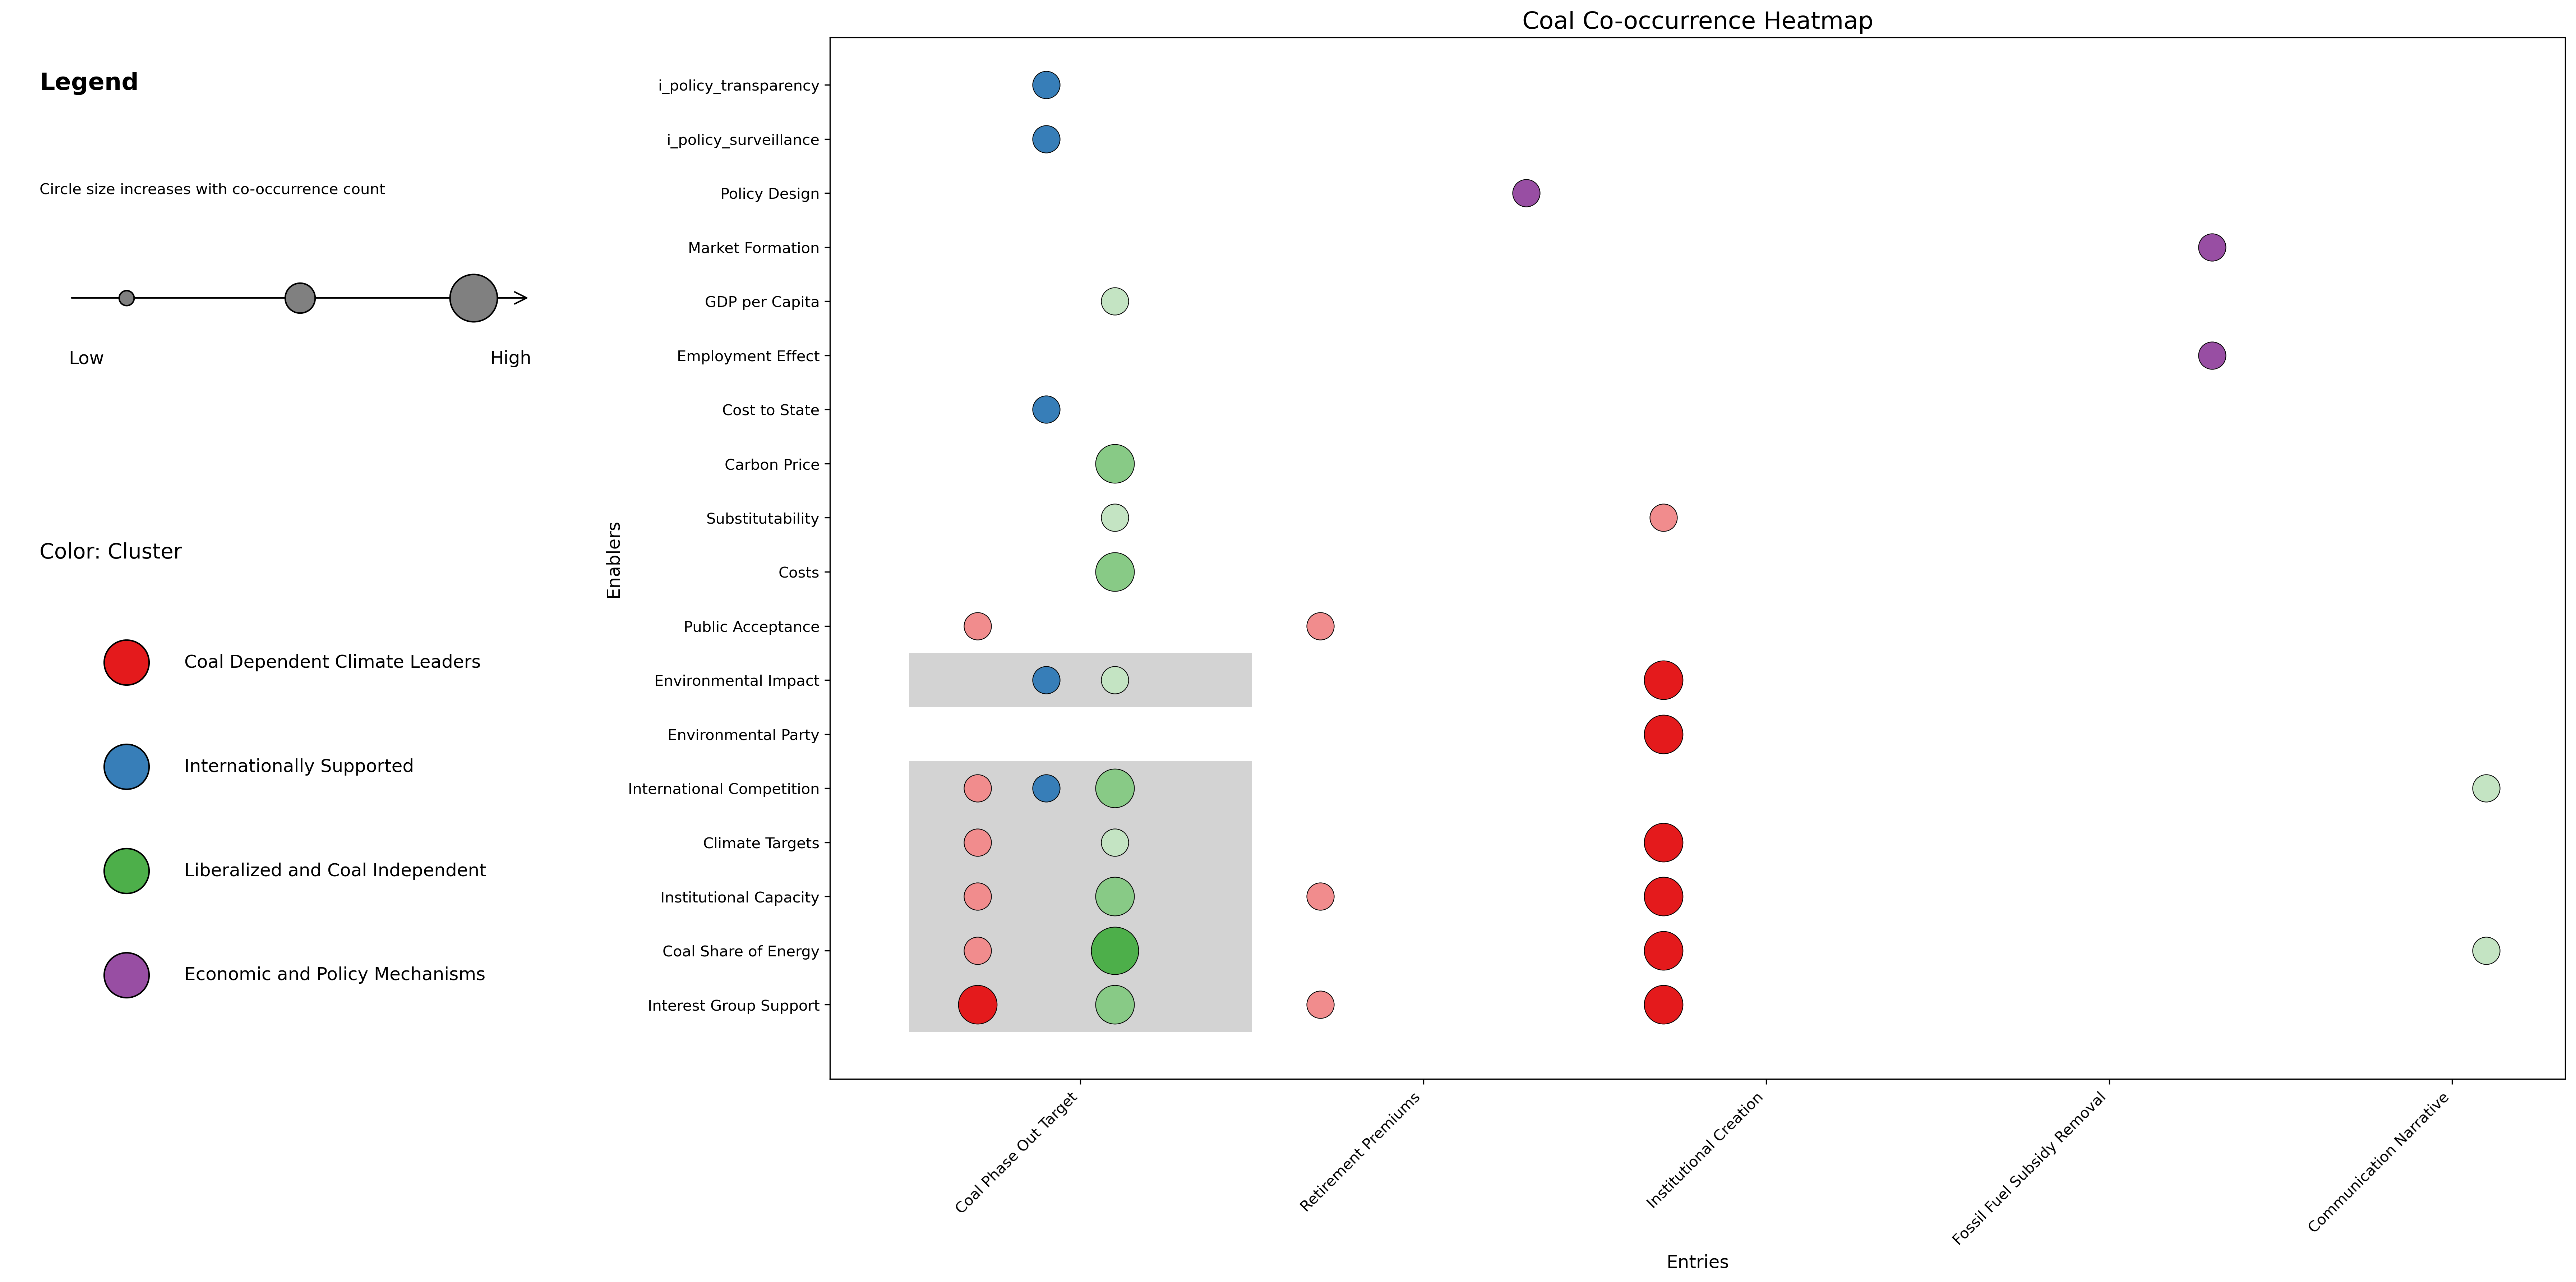 Coal Co-occurrence Heatmap
Legend
Circle size increases with co-occurrence count
Low
High
Color: Cluster
Coal Dependent Climate Leaders
Internationally Supported
Liberalized and Coal Independent
Economic and Policy Mechanisms
Enablers
i_policy_transparency
i_policy_surveillance
Policy Design
Market Formation
GDP per Capita
Employment Effect
Cost to State
Carbon Price
Substitutability
Costs
Public Acceptance
Environmental Impact
Environmental Party
International Competition
Climate Targets
Institutional Capacity
Coal Share of Energy
Interest Group Support
Coal Phase Out Target
Retirement Premiums
Institutional Creation
Fossil Fuel Subsidy Removal
Communication Narrative
Entries